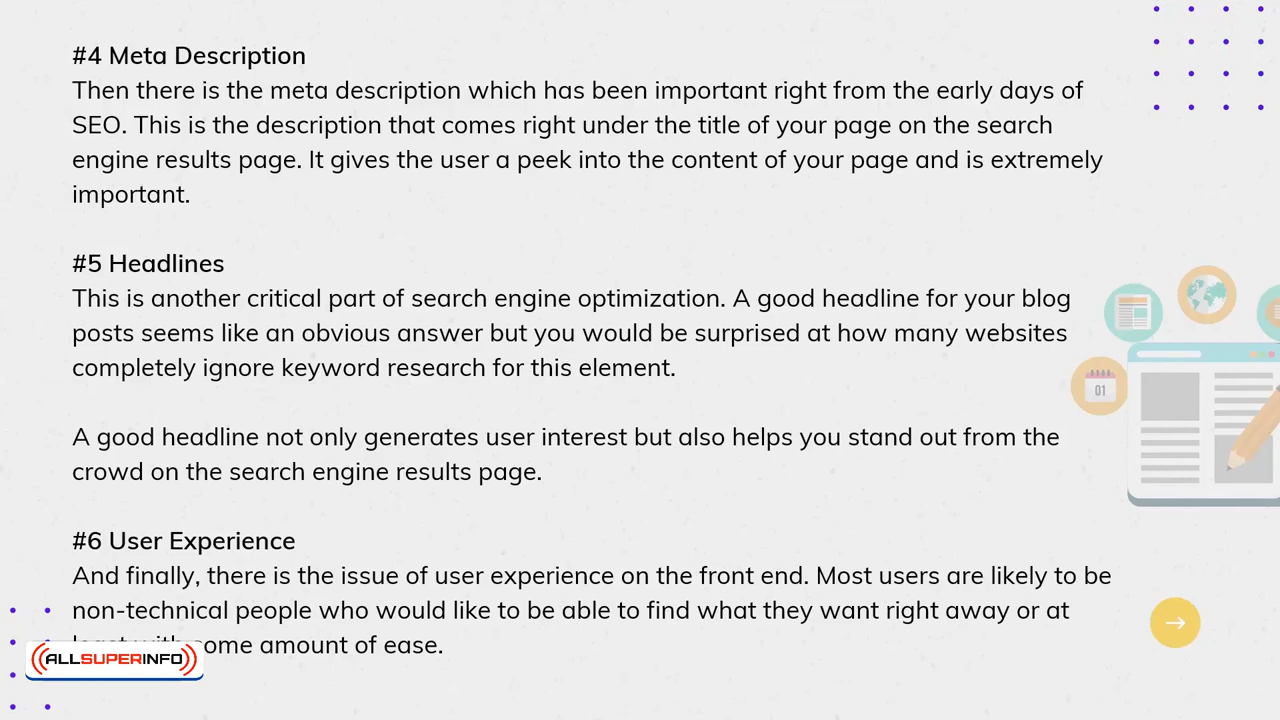 #4 Meta Description
Then there is the meta description which has been important right from the early days of
SEO. This is the description that comes right under the title of your page on the search
engine results page. It gives the user a peek into the content of your page and is extremely
important.
#5 Headlines
This is another critical part of search engine optimization. A good headline for your blog
posts seems like an obvious answer but you would be surprised at how many websites
completely ignore keyword research for this element.
A good headline not only generates user interest but also helps you stand out from the
crowd on the search engine results page.
#6 User Experience
And finally, there is the issue of user experience on the front end. Most users are likely to be
non-technical people who would like to be able to find what they want right away or at
least with some amount of ease.
01
ALLSUPERINFO